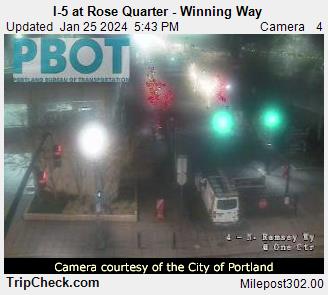 I-5 at Rose Quarter - Winning Way
Updated  Jan 25 2024  5:43 PM  Camera  4
PBOT
PORTLAND BUREAU OF TRANSPORTATION
4 - N. Ramsey Wy
@ One Ctr
Camera courtesy of the City of Portland
TripCheck.com  Milepost302.00